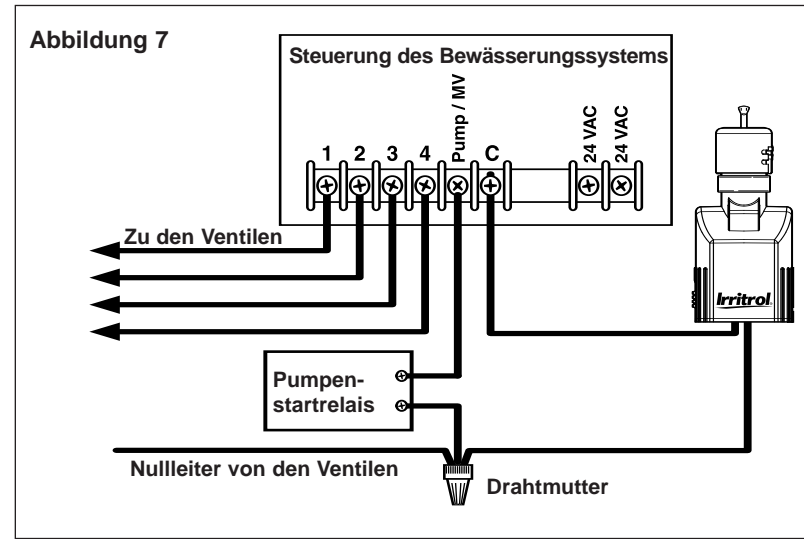 Abbildung 7
Steuerung des Bewässerungssystems
1 2 3 4 Pump / MV C 24 VAC 24 VAC
Zu den Ventilen
Irritrol
Pumpen-
startrelais
Nullleiter von den Ventilen
Drahtmutter